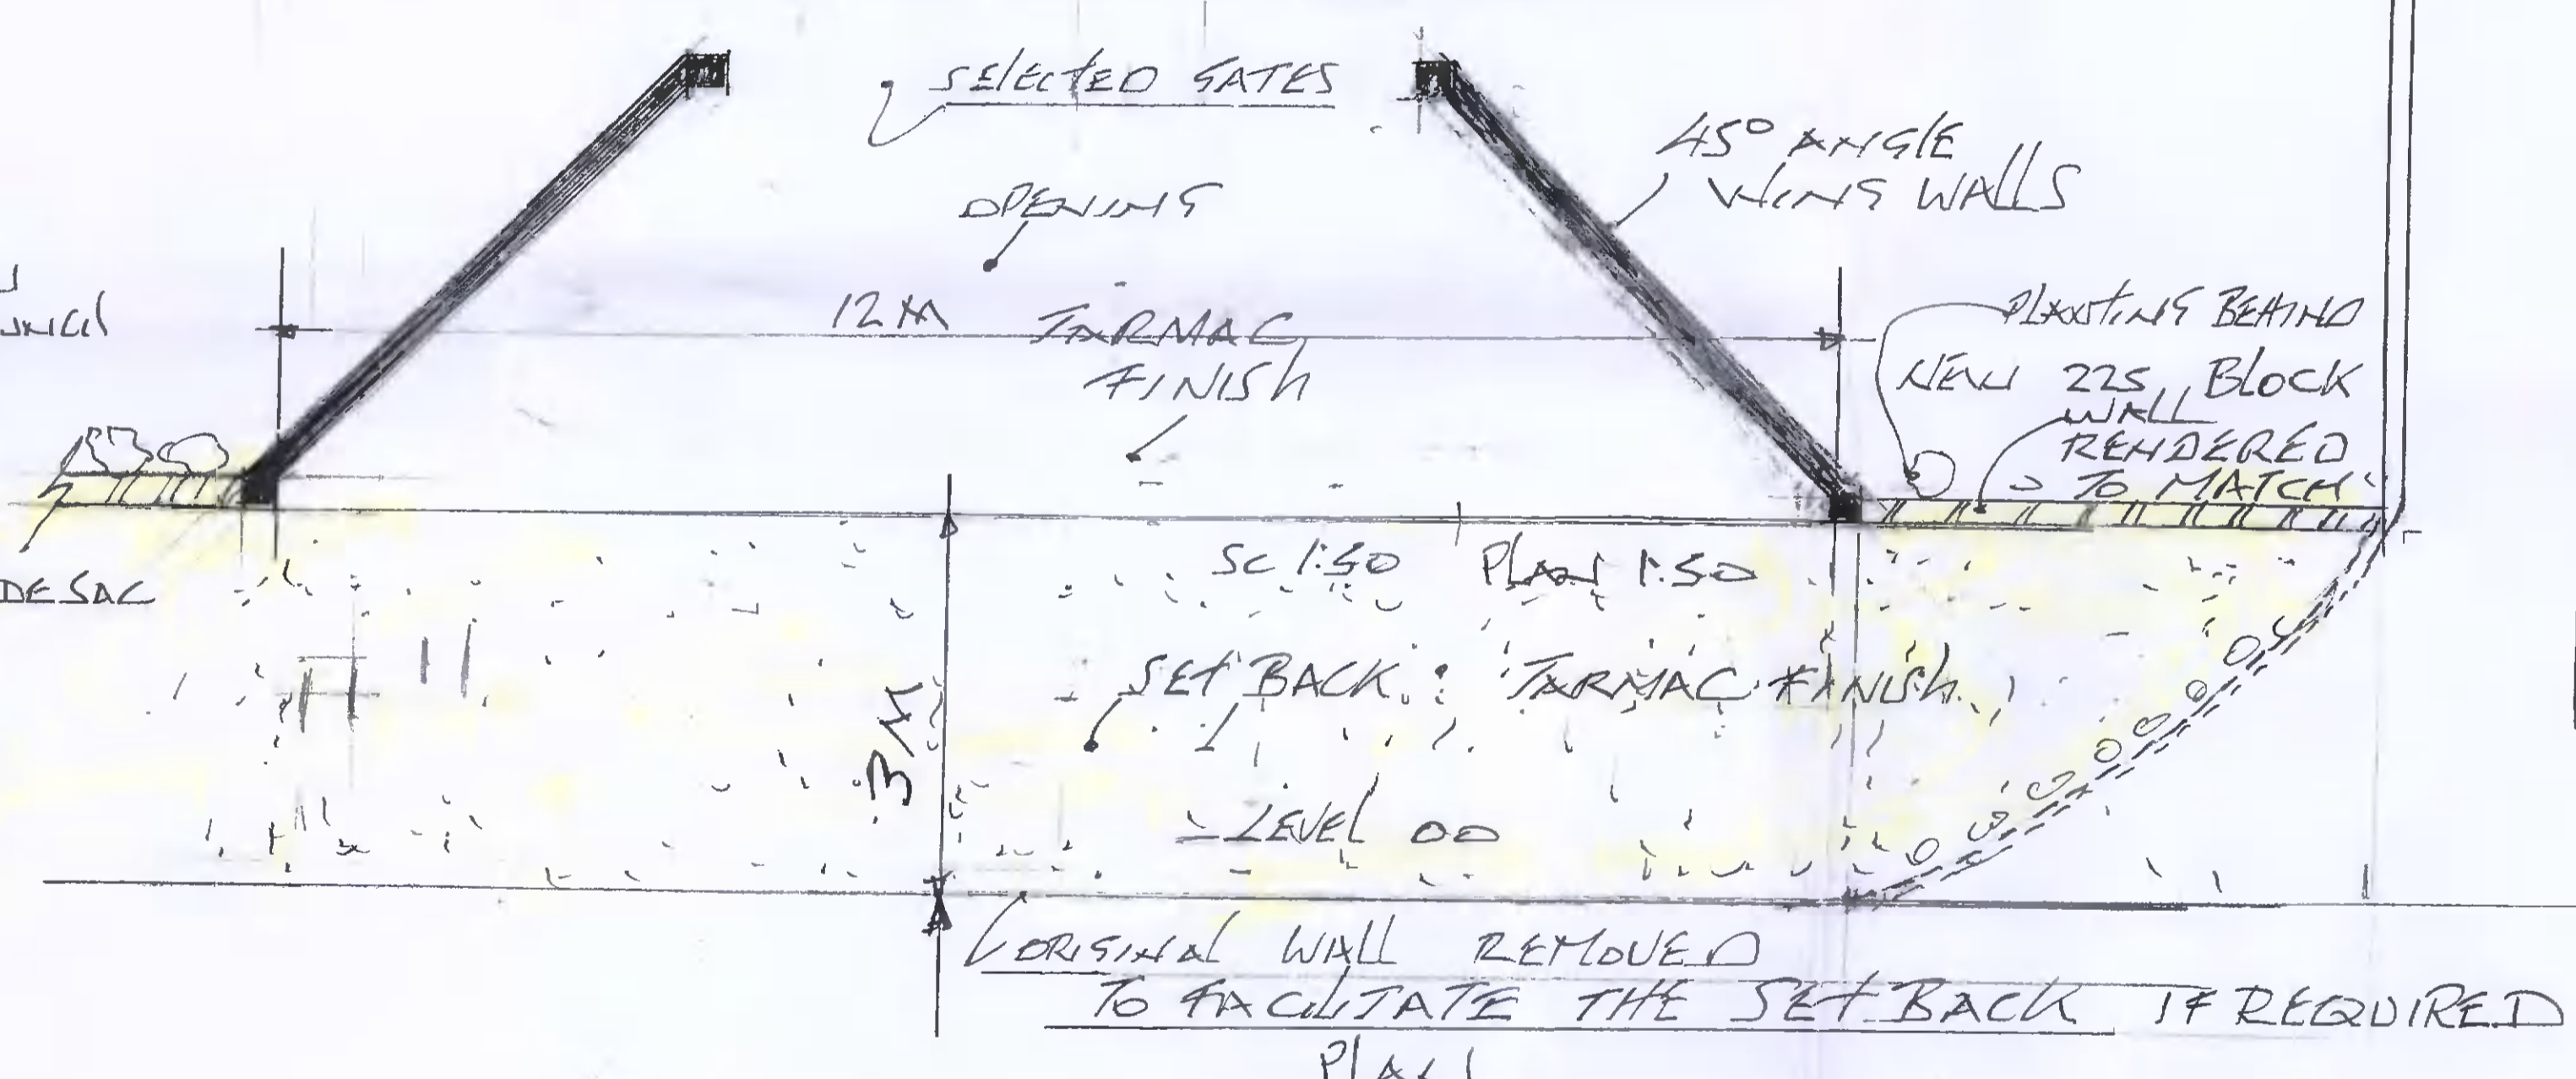 SELECTED GATES
45° ANGLE
WING WALLS
OPENING
12M TARMAC
FINISH
PLANTING BEHIND
NEW 225 BLOCK
WALL
RENDERED
TO MATCH
DE SAC
SC 1:50 PLAN 1:50
SET BACK : TARMAC FINISH
3M
LEVEL OO
ORIGINAL WALL REMOVED
TO FACILITATE THE SET BACK IF REQUIRED
PLAN